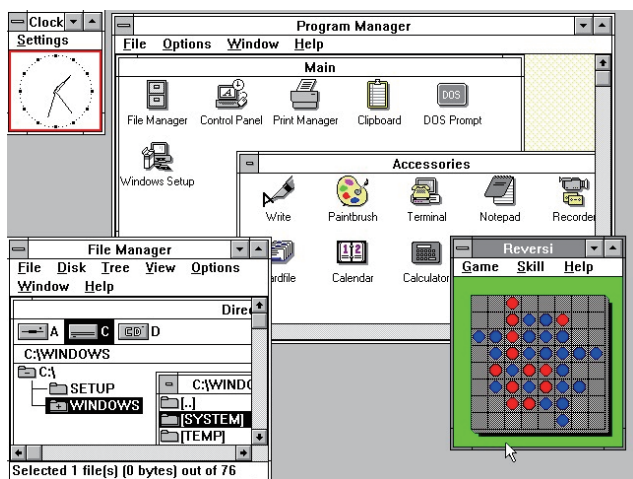 Clock
Settings
Program Manager
File Options Window Help
Main
File Manager Control Panel Print Manager Clipboard DOS Prompt
DOS
Windows Setup
Accessories
Write Paintbrush Terminal Notepad Recorder
ardfile Calendar Calculator
File Manager
File Disk Tree View Options
Window Help
Direc
A C D
C:\WINDOWS
C:\
SETUP
WINDOWS
C:\WINDO
[..]
[SYSTEM]
[TEMP]
Selected 1 file(s) (0 bytes) out of 76
Reversi
Game Skill Help